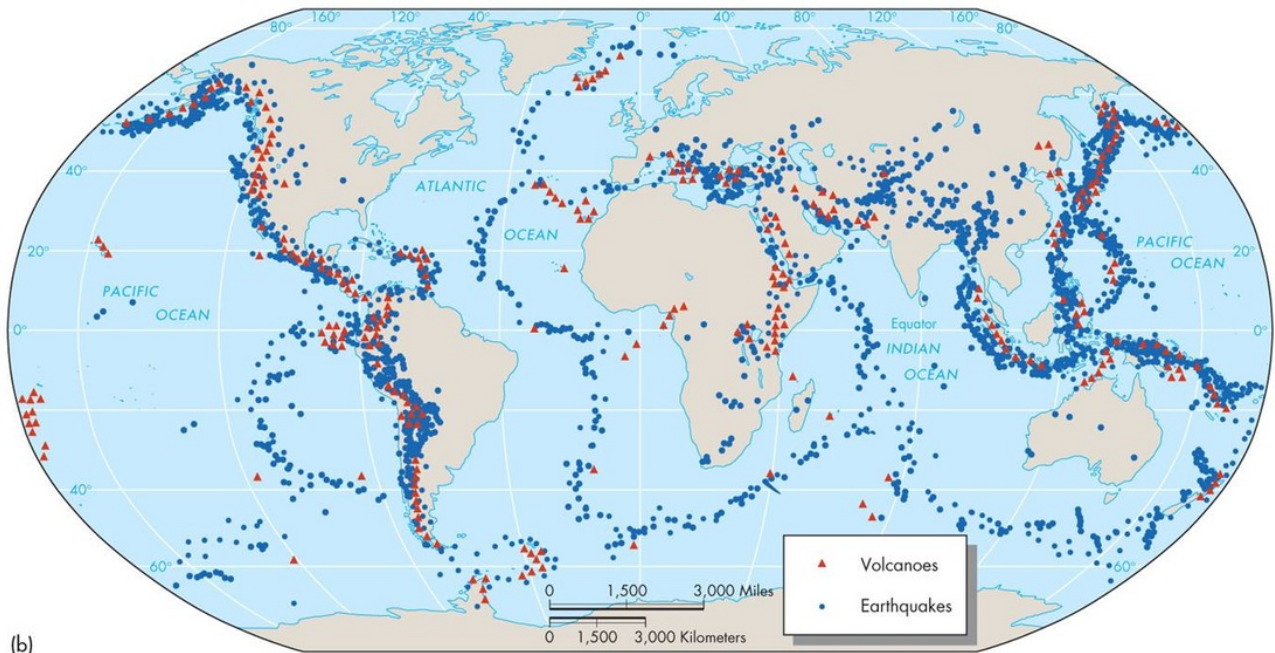 80° 160° 120° 80° 40° 0° 40° 80° 120° 160° 80°
40° 40°
ATLANTIC
OCEAN
20° 20°
PACIFIC
OCEAN
PACIFIC
OCEAN
0° 0°
Equator
INDIAN
OCEAN
40° 40°
60° 60°
Volcanoes
Earthquakes
0 1,500 3,000 Miles
0 1,500 3,000 Kilometers
(b)